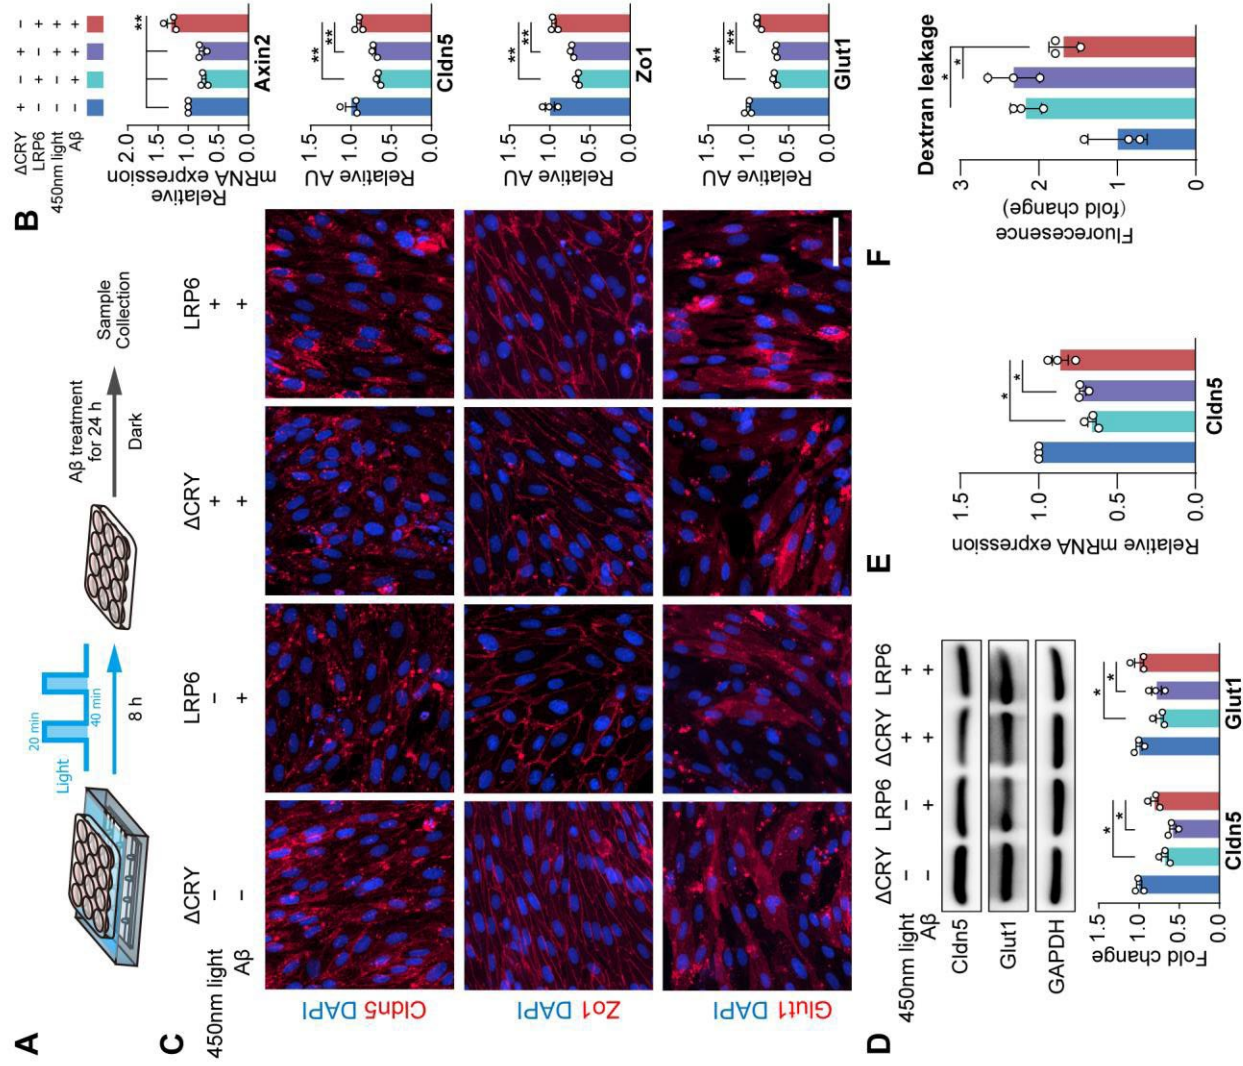 A
Light
20 min
40 min
8 h
Aβ treatment
for 24 h
Dark
Sample
Collection
B
ΔCRY + − + −
LRP6 − + − +
450nm light − − + +
Aβ − + + +
Relative
mRNA expression
2.0
1.5
1.0
0.5
0.0
**
Axin2
C
ΔCRY LRP6 ΔCRY LRP6
450nm light − − + +
Aβ − + + +
Cldn5 DAPI
Relative AU
1.5
1.0
0.5
0.0
**
**
Cldn5
Zo1 DAPI
Relative AU
1.5
1.0
0.5
0.0
**
**
Zo1
Glut1 DAPI
Relative AU
1.5
1.0
0.5
0.0
**
**
Glut1
D
ΔCRY LRP6 ΔCRY LRP6
450nm light − − + +
Aβ − + + +
Cldn5
Glut1
GAPDH
Fold change
1.5
1.0
0.5
0.0
*
*
*
*
Cldn5 Glut1
E
Relative mRNA expression
1.5
1.0
0.5
0.0
*
*
Cldn5
F
Dextran leakage
Fluorecesence
(fold change)
3
2
1
0
*
*